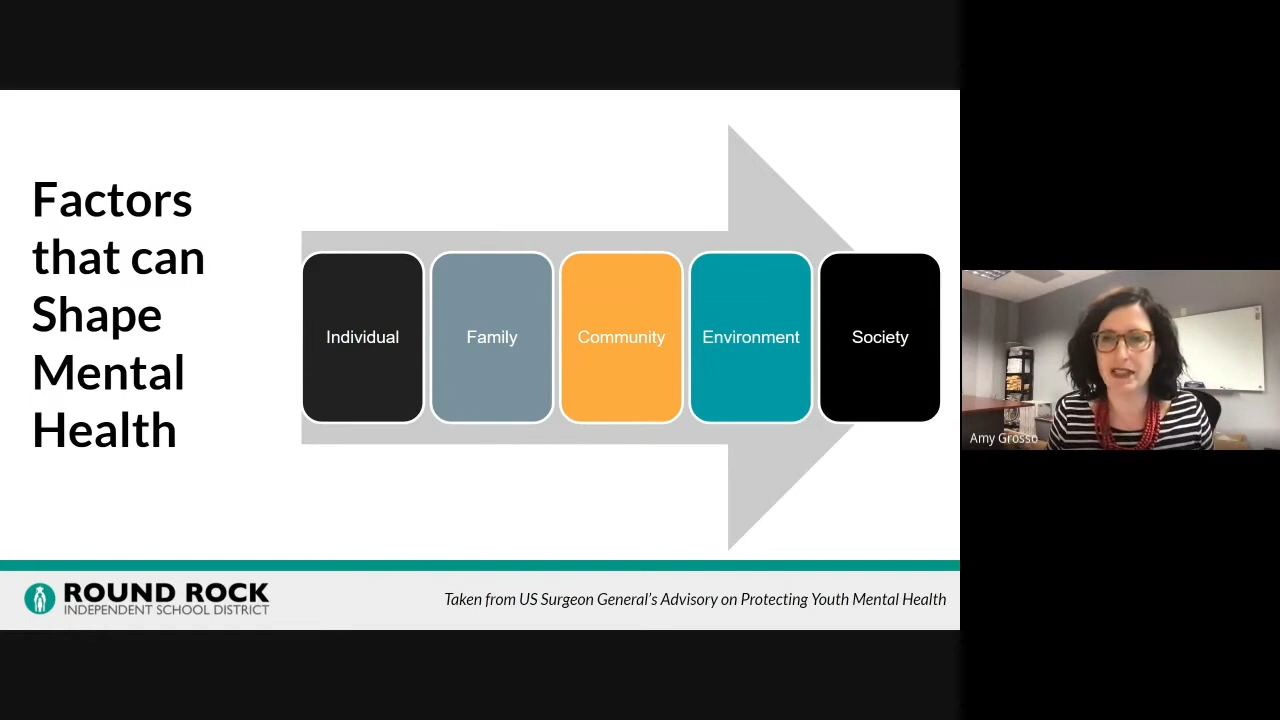 Factors
that can
Shape
Mental
Health
Individual
Family
Community
Environment
Society
ROUND ROCK
INDEPENDENT SCHOOL DISTRICT
Taken from US Surgeon General's Advisory on Protecting Youth Mental Health
Amy Grosso